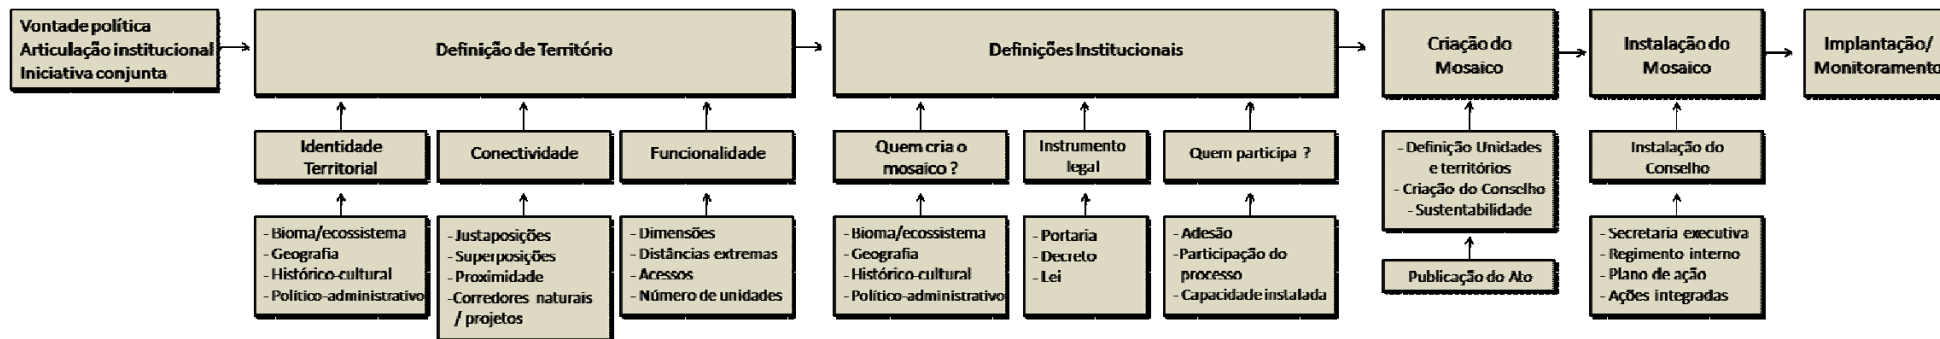 Vontade política
Articulação institucional
Iniciativa conjunta
Definição de Território
Definições Institucionais
Criação do
Mosaico
Instalação do
Mosaico
Implantação/
Monitoramento
Identidade
Territorial
Conectividade
Funcionalidade
Quem cria o
mosaico ?
Instrumento
legal
Quem participa ?
- Definição Unidades
e territórios
- Criação do Conselho
- Sustentabilidade
Instalação do
Conselho
- Bioma/ecossistema
- Geografia
- Histórico-cultural
- Político-administrativo
- Justaposições
- Superposições
- Proximidade
- Corredores naturais
/ projetos
- Dimensões
- Distâncias extremas
- Acessos
- Número de unidades
- Bioma/ecossistema
- Geografia
- Histórico-cultural
- Político-administrativo
- Portaria
- Decreto
- Lei
- Adesão
- Participação do
processo
- Capacidade instalada
Publicação do Ato
- Secretaria executiva
- Regimento interno
- Plano de ação
- Ações integradas